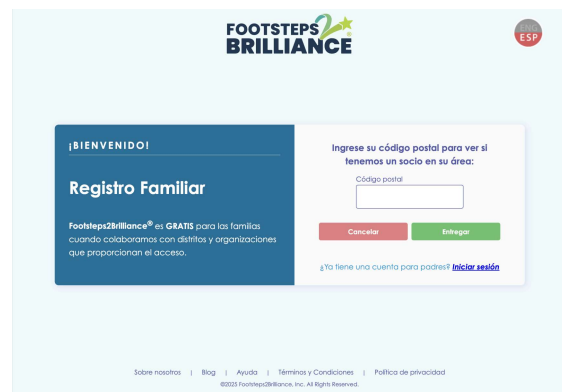 FOOTSTEPS2
BRILLIANCE
ENG
ESP
¡BIENVENIDO!
Registro Familiar
Footsteps2Brilliance® es GRATIS para las familias
cuando colaboramos con distritos y organizaciones
que proporcionan el acceso.
Ingrese su código postal para ver si
tenemos un socio en su área:
Código postal
Cancelar
Entregar
¿Ya tiene una cuenta para padres? Iniciar sesión
Sobre nosotros | Blog | Ayuda | Términos y Condiciones | Política de privacidad
©2025 Footsteps2Brilliance, Inc. All Rights Reserved.